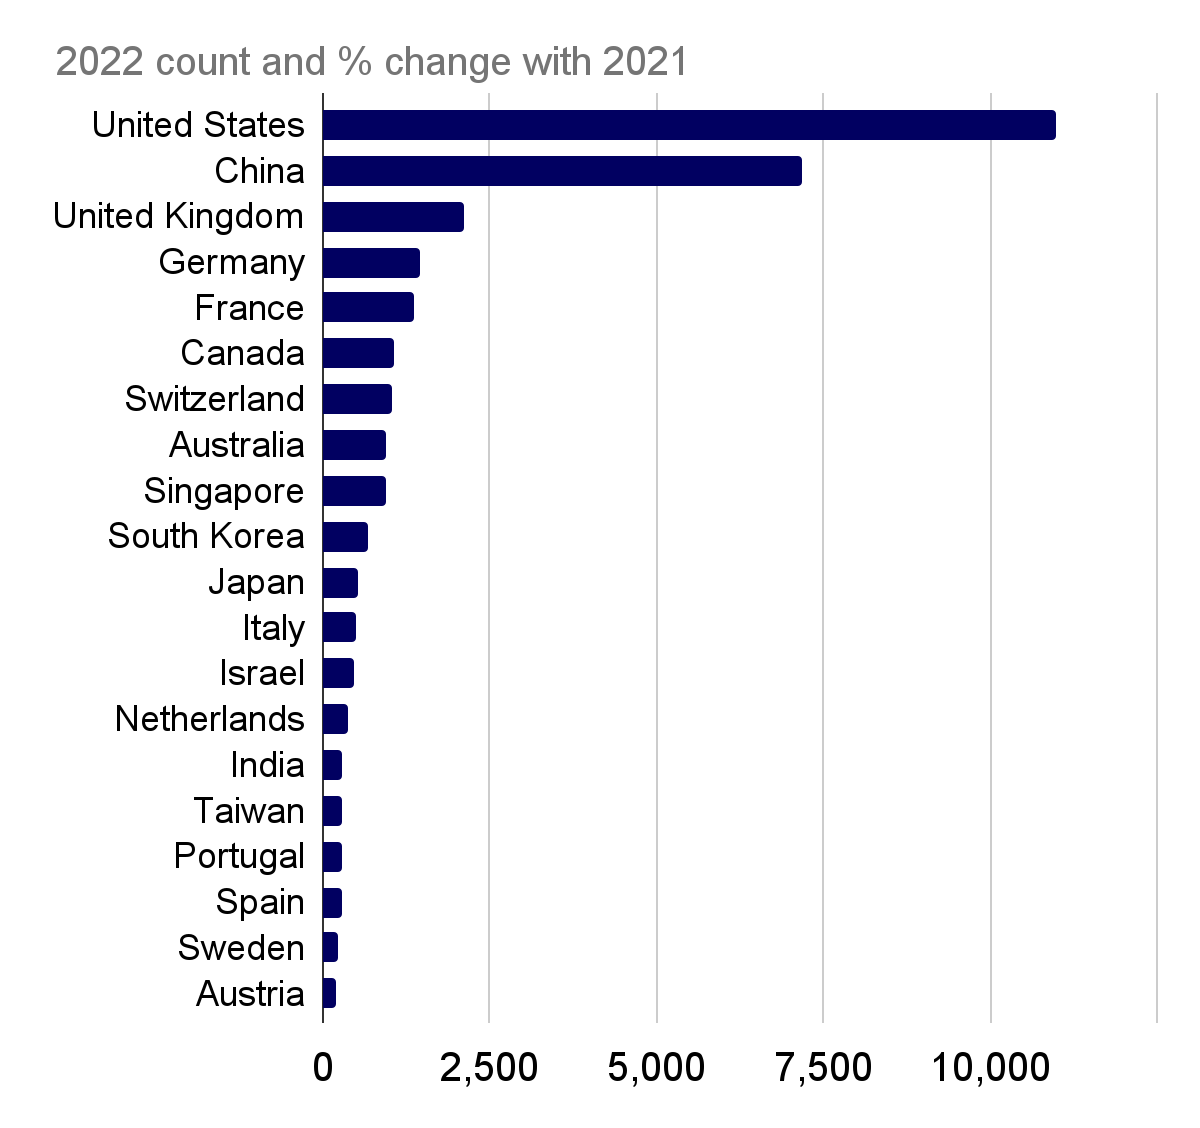 2022 count and % change with 2021
United States
China
United Kingdom
Germany
France
Canada
Switzerland
Australia
Singapore
South Korea
Japan
Italy
Israel
Netherlands
India
Taiwan
Portugal
Spain
Sweden
Austria
0 2,500 5,000 7,500 10,000